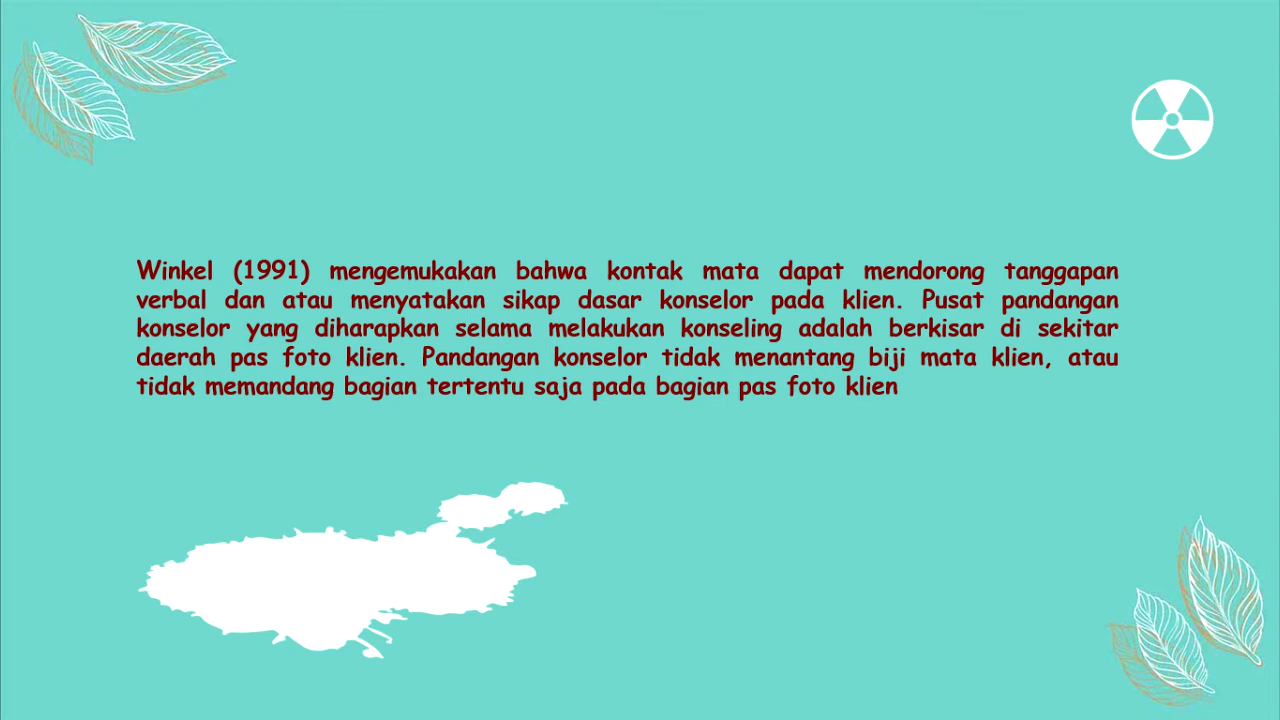 Winkel (1991) mengemukakan bahwa kontak mata dapat mendorong tanggapan
verbal dan atau menyatakan sikap dasar konselor pada klien. Pusat pandangan
konselor yang diharapkan selama melakukan konseling adalah berkisar di sekitar
daerah pas foto klien. Pandangan konselor tidak menantang biji mata klien, atau
tidak memandang bagian tertentu saja pada bagian pas foto klien